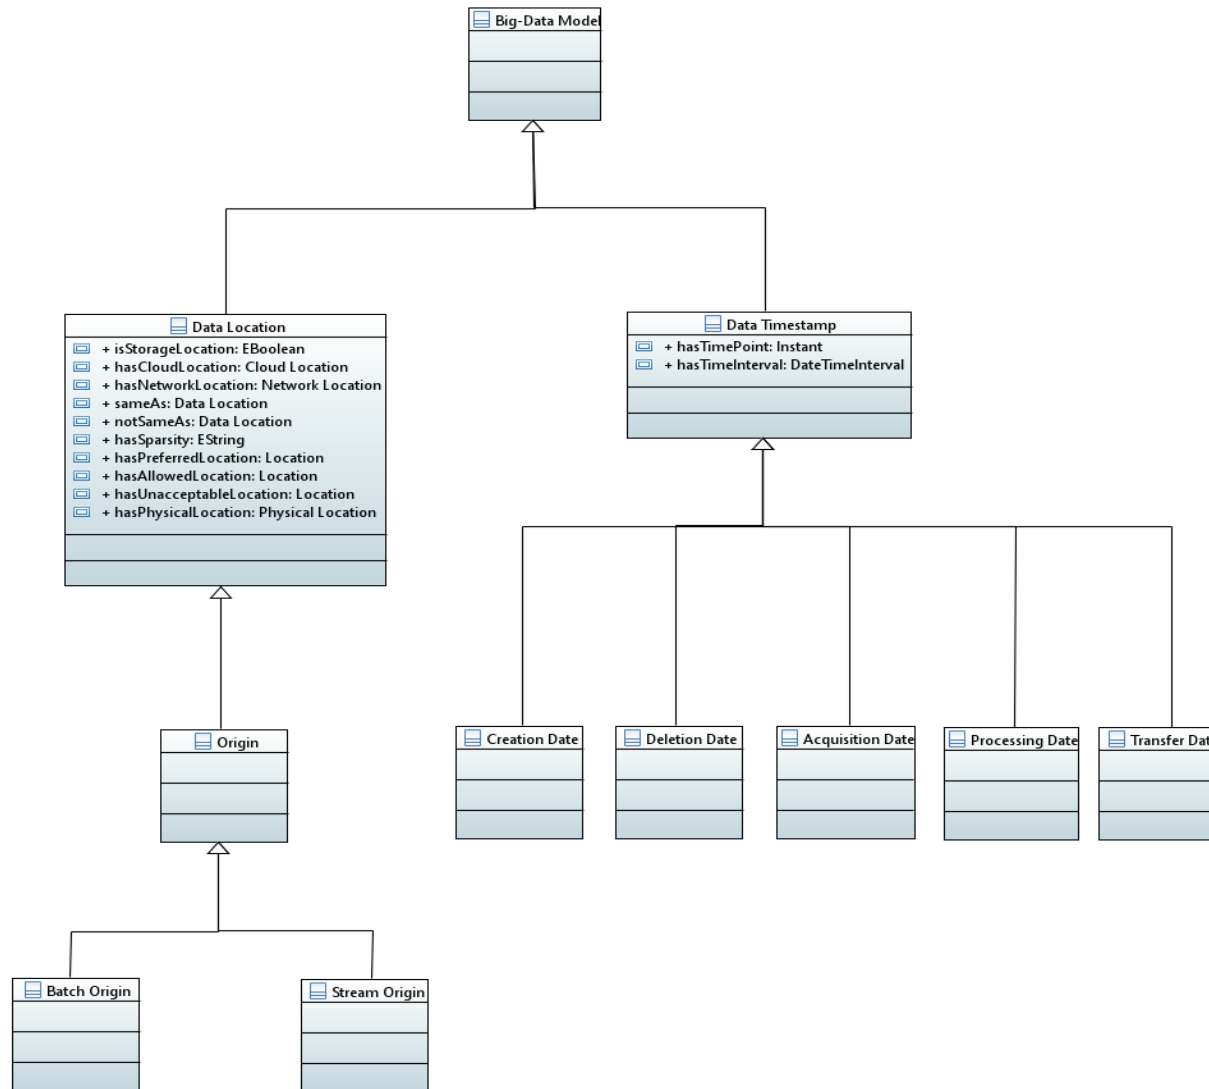 Big-Data Model
Data Location
+ isStorageLocation: EBoolean
+ hasCloudLocation: Cloud Location
+ hasNetworkLocation: Network Location
+ sameAs: Data Location
+ notSameAs: Data Location
+ hasSparsity: EString
+ hasPreferredLocation: Location
+ hasAllowedLocation: Location
+ hasUnacceptableLocation: Location
+ hasPhysicalLocation: Physical Location
Data Timestamp
+ hasTimePoint: Instant
+ hasTimeInterval: DateTimeInterval
Origin
Creation Date
Deletion Date
Acquisition Date
Processing Date
Transfer Dat
Batch Origin
Stream Origin